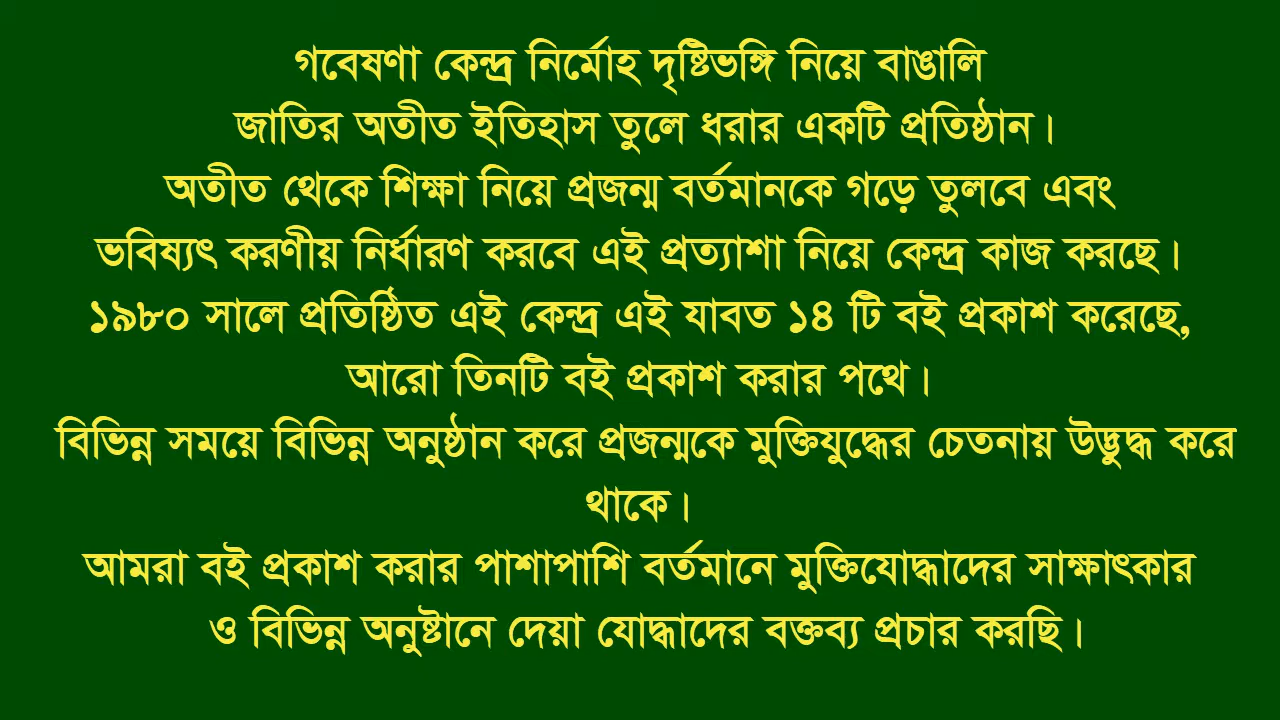 গবেষণা কেন্দ্র নির্মোহ দৃষ্টিভঙ্গি নিয়ে বাঙালি
জাতির অতীত ইতিহাস তুলে ধরার একটি প্রতিষ্ঠান।
অতীত থেকে শিক্ষা নিয়ে প্রজন্ম বর্তমানকে গড়ে তুলবে এবং
ভবিষ্যৎ করণীয় নির্ধারণ করবে এই প্রত্যাশা নিয়ে কেন্দ্র কাজ করছে।
১৯৮০ সালে প্রতিষ্ঠিত এই কেন্দ্র এই যাবত ১৪ টি বই প্রকাশ করেছে,
আরো তিনটি বই প্রকাশ করার পথে।
বিভিন্ন সময়ে বিভিন্ন অনুষ্ঠান করে প্রজন্মকে মুক্তিযুদ্ধের চেতনায় উদ্ভুদ্ধ করে
থাকে।
আমরা বই প্রকাশ করার পাশাপাশি বর্তমানে মুক্তিযোদ্ধাদের সাক্ষাৎকার
ও বিভিন্ন অনুষ্টানে দেয়া যোদ্ধাদের বক্তব্য প্রচার করছি।